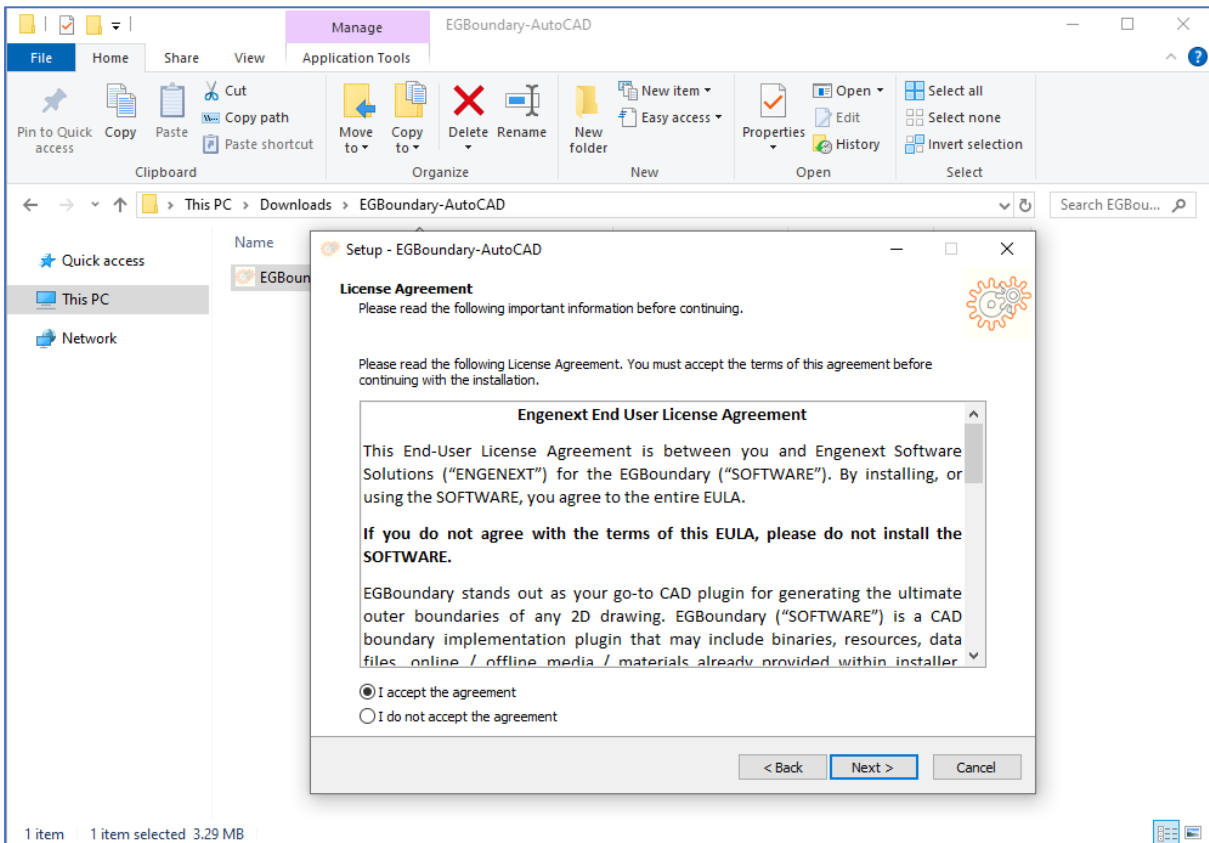 Manage
EGBoundary-AutoCAD
File
Home
Share
View
Application Tools
Pin to Quick
access
Copy
Paste
Cut
Copy path
Paste shortcut
Clipboard
Move
to
Copy
to
Delete
Rename
Organize
New
folder
New item
Easy access
New
Properties
Open
Edit
History
Open
Select all
Select none
Invert selection
Select
This PC > Downloads > EGBoundary-AutoCAD
Search EGBou...
Quick access
This PC
Network
Name
EGBoun
Setup - EGBoundary-AutoCAD
License Agreement
Please read the following important information before continuing.
Please read the following License Agreement. You must accept the terms of this agreement before
continuing with the installation.
Engenext End User License Agreement
This End-User License Agreement is between you and Engenext Software
Solutions (“ENGENEXT”) for the EGBoundary (“SOFTWARE”). By installing, or
using the SOFTWARE, you agree to the entire EULA.
If you do not agree with the terms of this EULA, please do not install the
SOFTWARE.
EGBoundary stands out as your go-to CAD plugin for generating the ultimate
outer boundaries of any 2D drawing. EGBoundary (“SOFTWARE”) is a CAD
boundary implementation plugin that may include binaries, resources, data
files, online / offline media / materials already provided within installer.
I accept the agreement
I do not accept the agreement
< Back
Next >
Cancel
1 item
1 item selected 3.29 MB